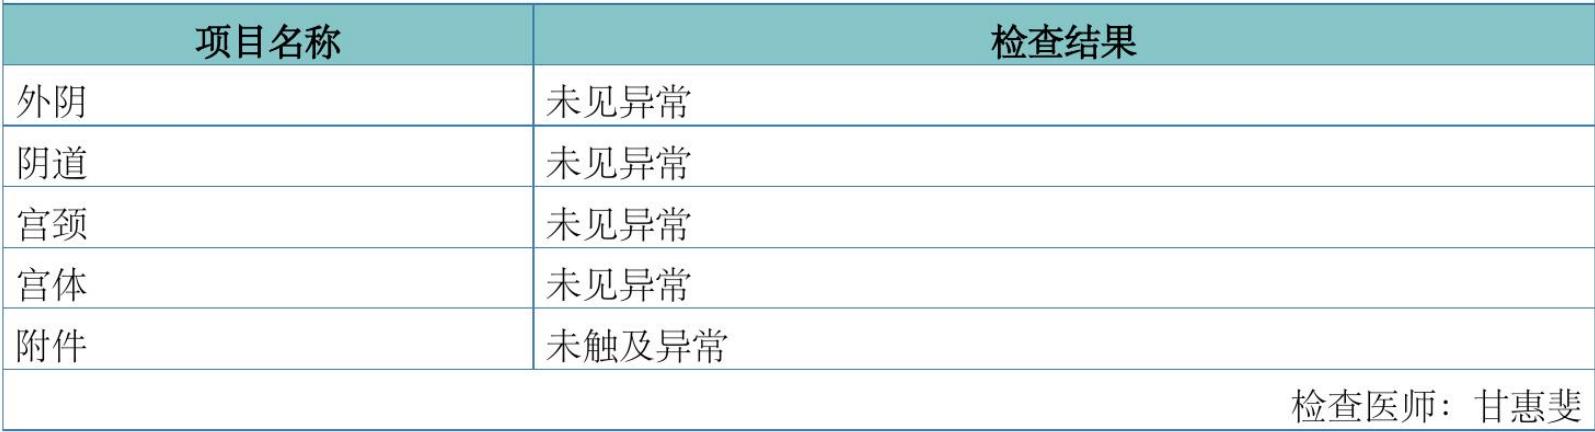 项目名称 检查结果
外阴 未见异常
阴道 未见异常
宫颈 未见异常
宫体 未见异常
附件 未触及异常
检查医师：甘惠斐